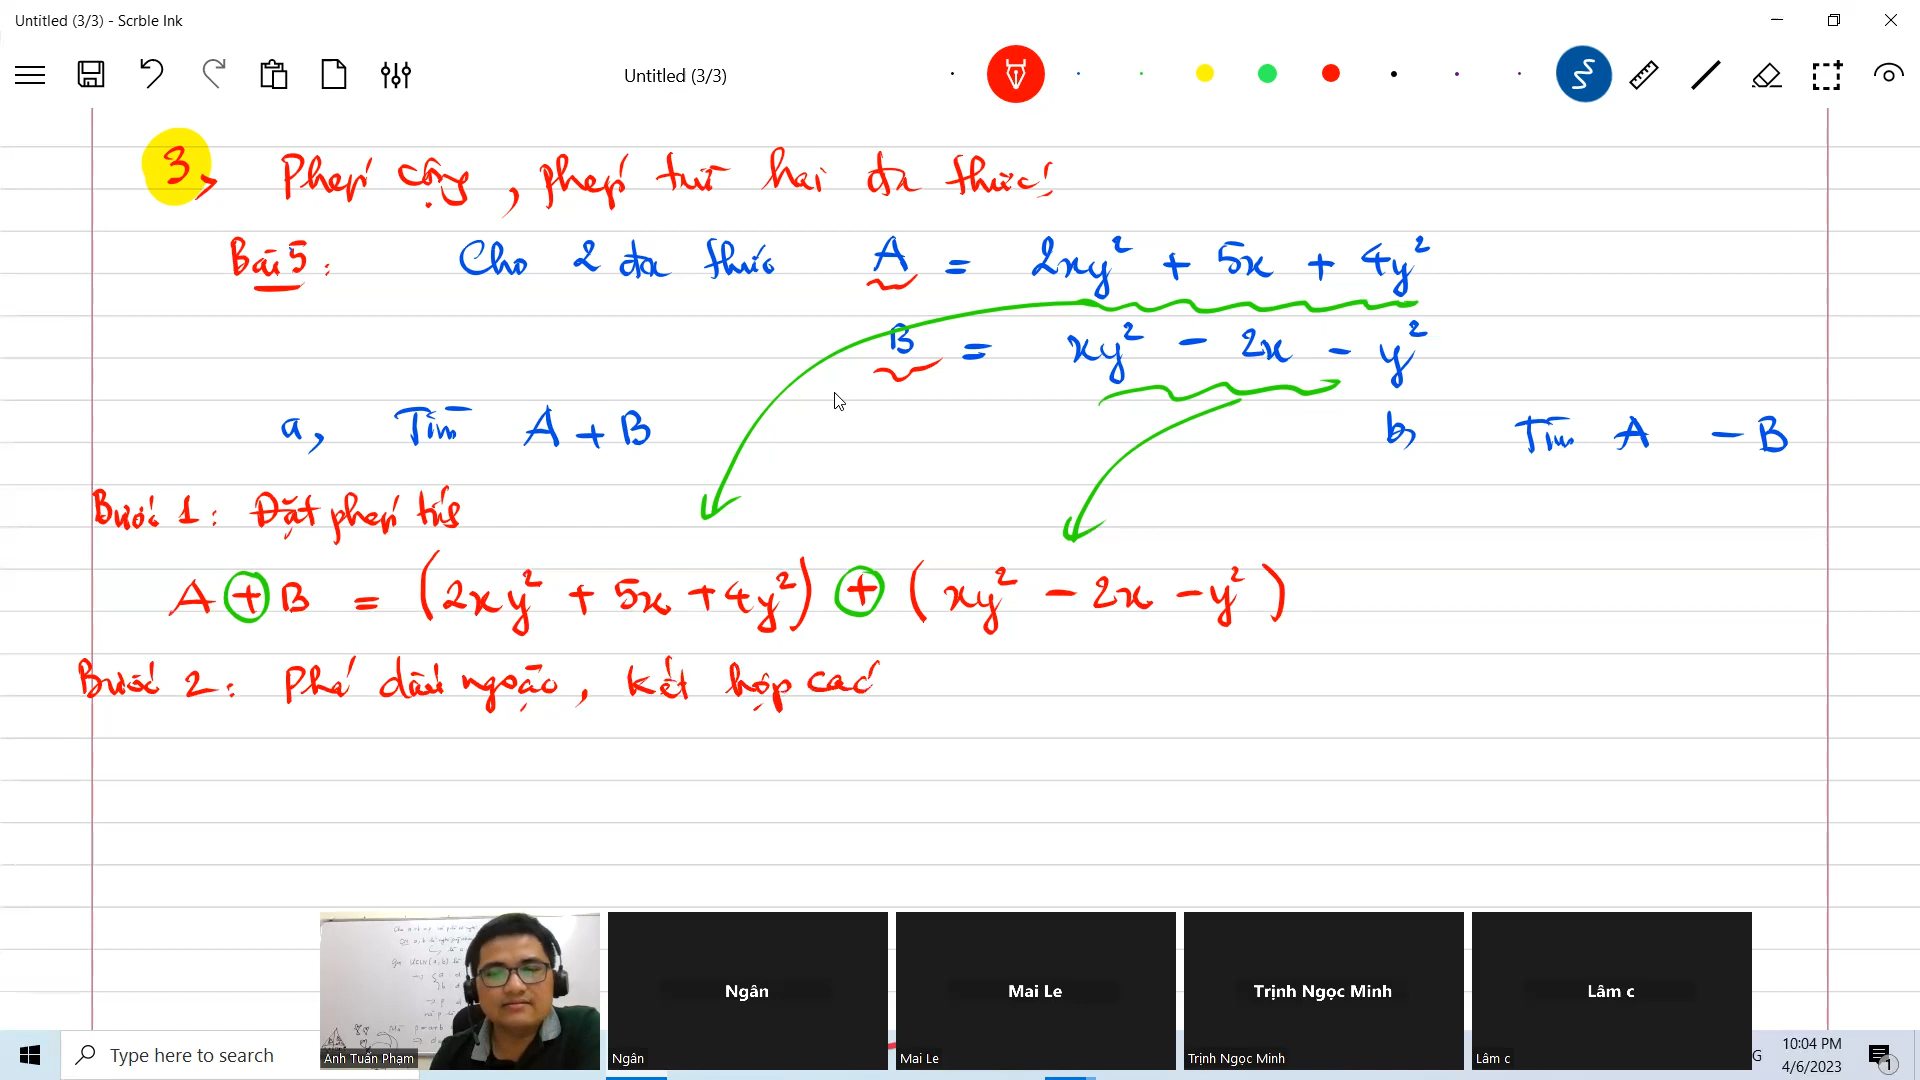 Untitled (3/3) - Scrble Ink
Untitled (3/3)
3, Phép cộng, phép trừ hai đa thức:
Bài 5: Cho 2 đa thức A = 2xy² + 5x + 4y²
B = xy² - 2x - y²
a, Tìm A + B b, Tìm A - B
Bước 1: Đặt phép tính
A + B = (2xy² + 5x + 4y²) + (xy² - 2x - y²)
Bước 2: Phá dấu ngoặc, kết hợp các
Ngân
Mai Le
Trịnh Ngọc Minh
Lâm c
Anh Tuấn Phạm
Ngân
Mai Le
Trịnh Ngọc Minh
Lâm c
Type here to search
G
10:04 PM
4/6/2023
1